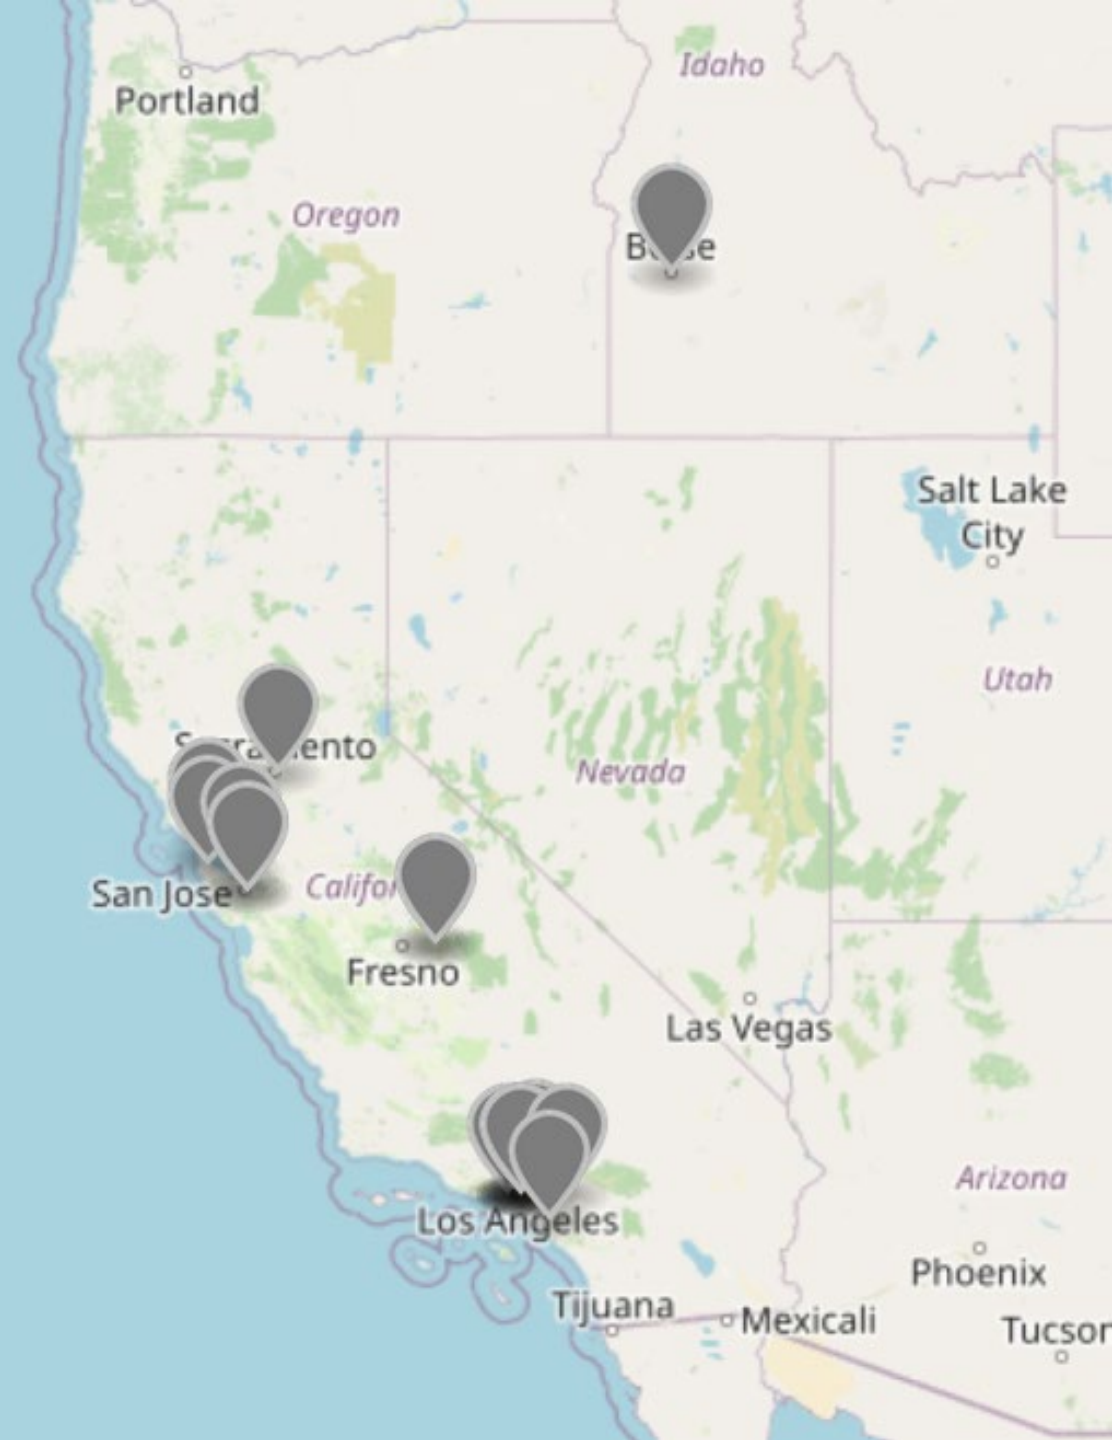 Idaho
Portland
Oregon
Salt Lake
City
Utah
Nevada
San Jose
Fresno
Las Vegas
Arizona
Los Angeles
Phoenix
Tijuana
Mexicali